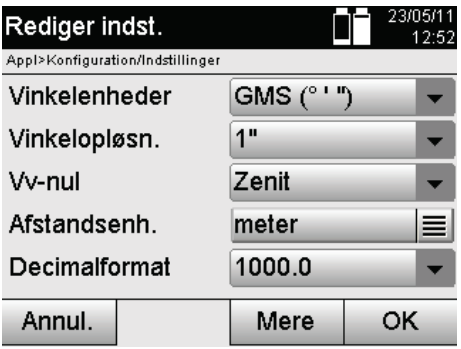 Rediger indst.
23/05/11
12:52
Appl>Konfiguration/Indstillinger
Vinkelenheder GMS (° ' ")
Vinkelopløsn. 1"
Vv-nul Zenit
Afstandsenh. meter
Decimalformat 1000.0
Annul. Mere OK